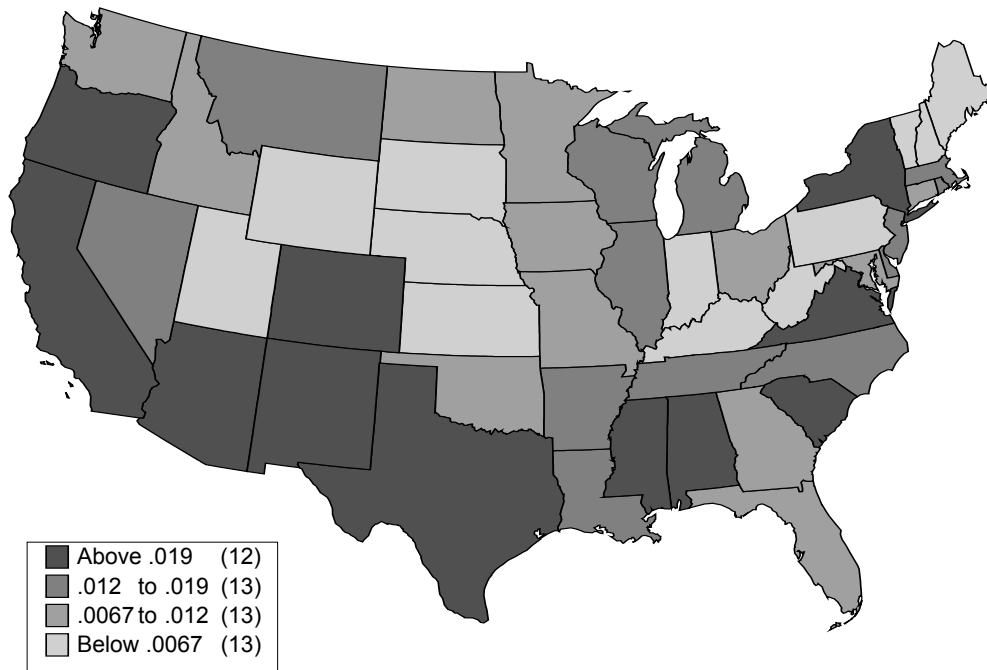 Above .019 (12)
.012 to .019 (13)
.0067 to .012 (13)
Below .0067 (13)